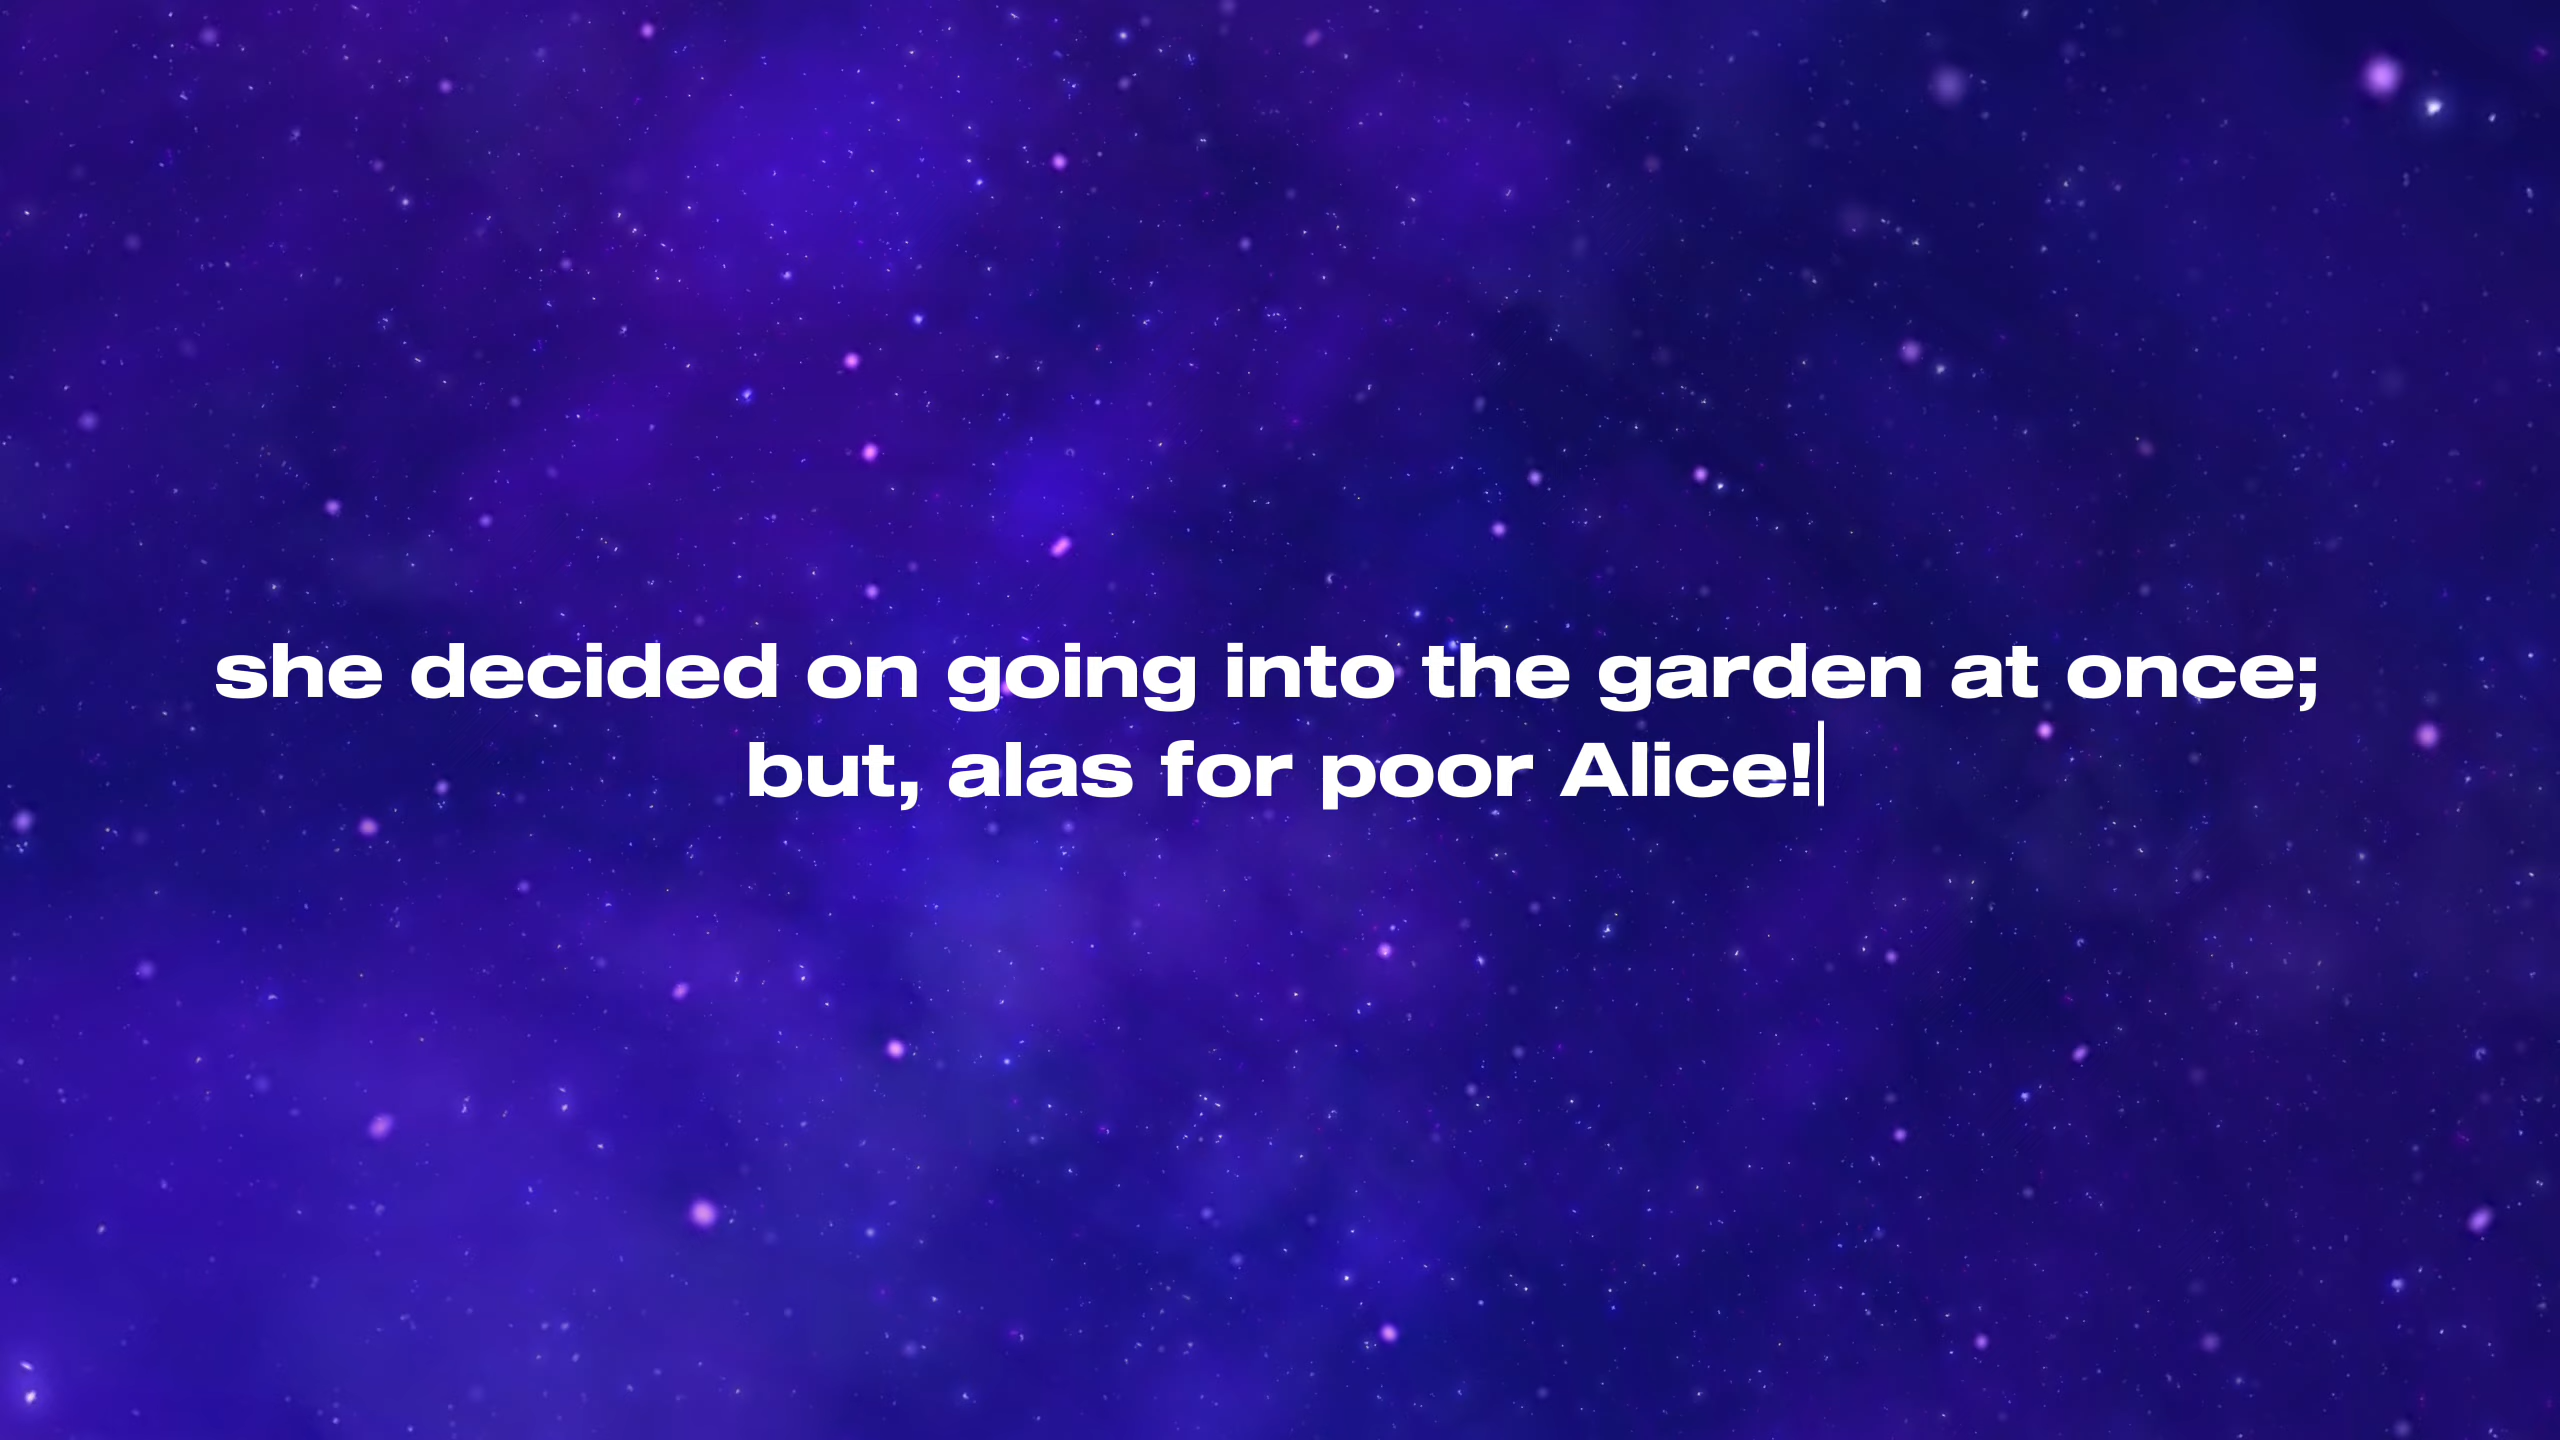 she decided on going into the garden at once;
but, alas for poor Alice!